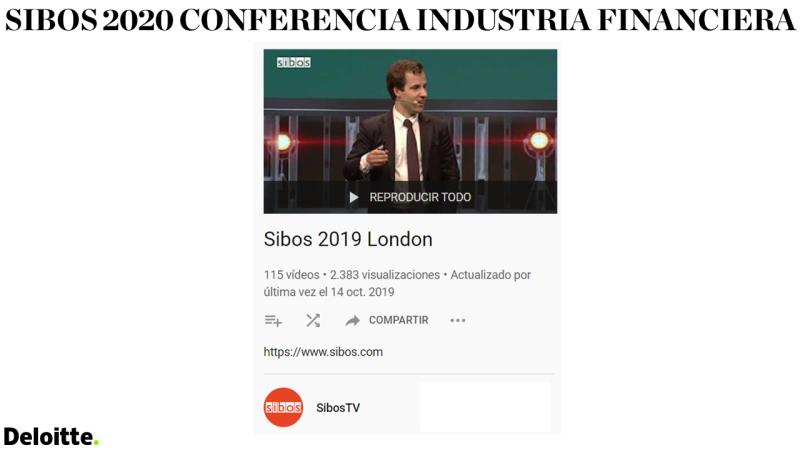 SIBOS 2020 CONFERENCIA INDUSTRIA FINANCIERA
sibos
REPRODUCIR TODO
Sibos 2019 London
115 vídeos • 2.383 visualizaciones • Actualizado por
última vez el 14 oct. 2019
COMPARTIR
https://www.sibos.com
sibos SibosTV
Deloitte.